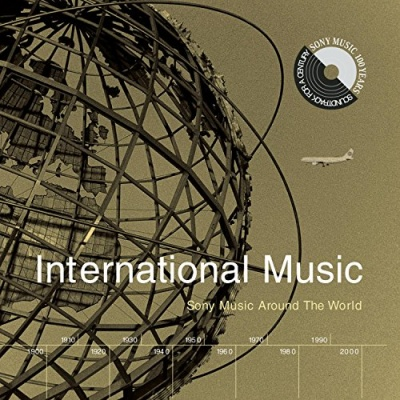 SONY MUSIC 100 YEARS
SOUNDTRACK FOR A CENTURY
International Music
Sony Music Around The World
1810 1930 1950 1970 1990
1900 1920 1940 1960 1980 2000